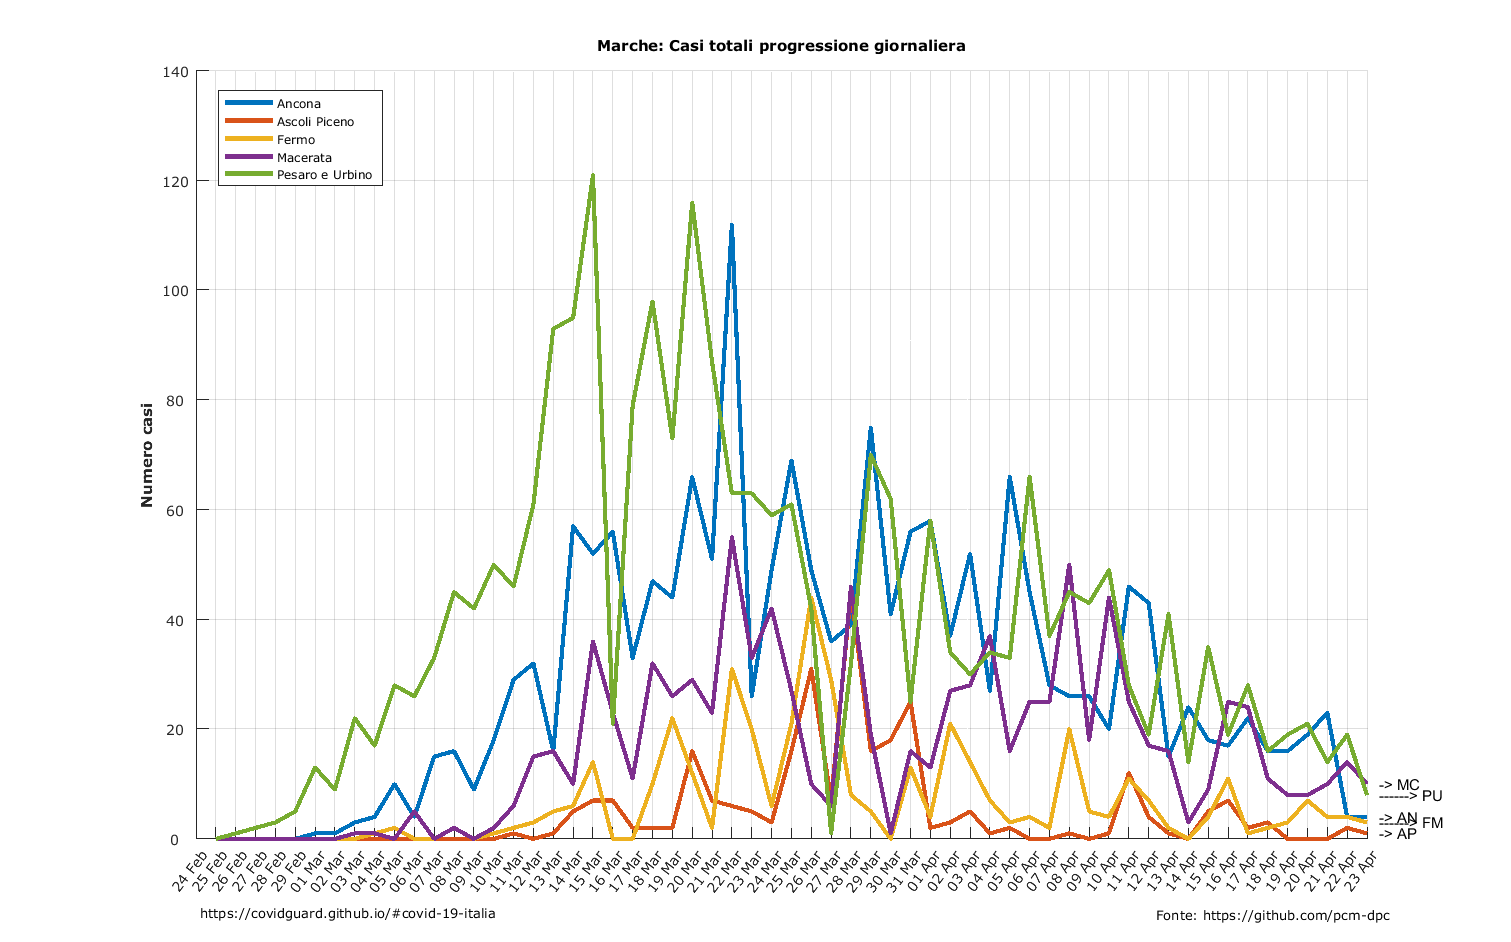 Marche: Casi totali progressione giornaliera
140
120
100
80
60
40
20
0
Numero casi
Ancona
Ascoli Piceno
Fermo
Macerata
Pesaro e Urbino
-> MC
------> PU
-> AN
------> FM
-> AP
24 Feb
25 Feb
26 Feb
27 Feb
28 Feb
29 Feb
01 Mar
02 Mar
03 Mar
04 Mar
05 Mar
06 Mar
07 Mar
08 Mar
09 Mar
10 Mar
11 Mar
12 Mar
13 Mar
14 Mar
15 Mar
16 Mar
17 Mar
18 Mar
19 Mar
20 Mar
21 Mar
22 Mar
23 Mar
24 Mar
25 Mar
26 Mar
27 Mar
28 Mar
29 Mar
30 Mar
31 Mar
01 Apr
02 Apr
03 Apr
04 Apr
05 Apr
06 Apr
07 Apr
08 Apr
09 Apr
10 Apr
11 Apr
12 Apr
13 Apr
14 Apr
15 Apr
16 Apr
17 Apr
18 Apr
19 Apr
20 Apr
21 Apr
22 Apr
23 Apr
https://covidguard.github.io/#covid-19-italia
Fonte: https://github.com/pcm-dpc